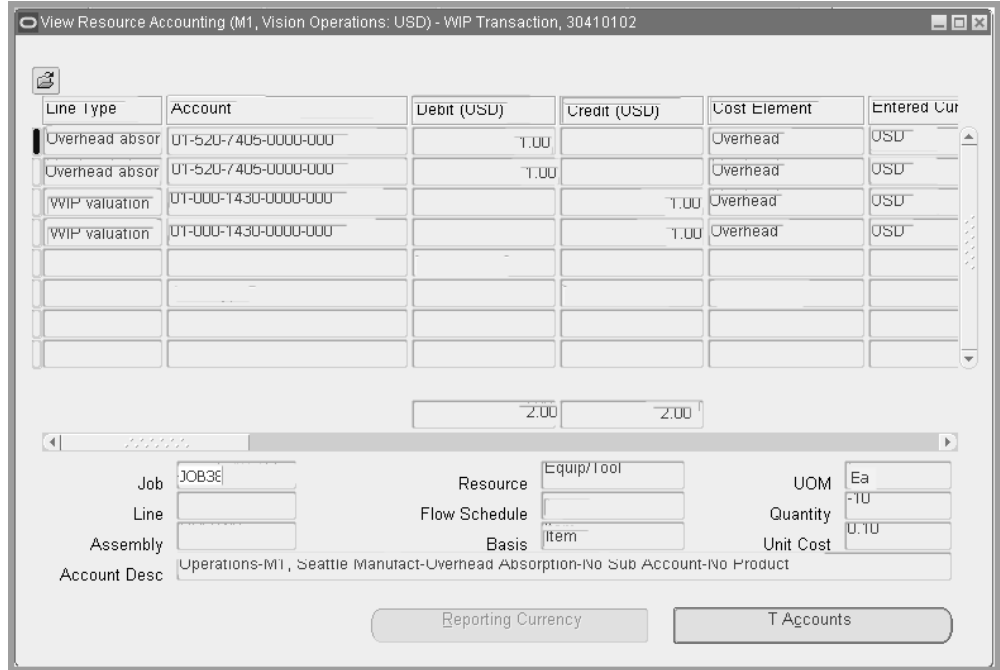 View Resource Accounting (M1, Vision Operations: USD) - WIP Transaction, 30410102
Line Type Account Debit (USD) Credit (USD) Cost Element Entered Cur
Overhead absor 01-520-7405-0000-000 1.00 Overhead USD
Overhead absor 01-520-7405-0000-000 1.00 Overhead USD
WIP valuation 01-000-1430-0000-000 1.00 Overhead USD
WIP valuation 01-000-1430-0000-000 1.00 Overhead USD
2.00 2.00
Job JOB38 Resource Equip/Tool UOM Ea
Line Flow Schedule Quantity -10
Assembly Basis Item Unit Cost 0.10
Account Desc Operations-M1, Seattle Manufact-Overhead Absorption-No Sub Account-No Product
Reporting Currency T Accounts